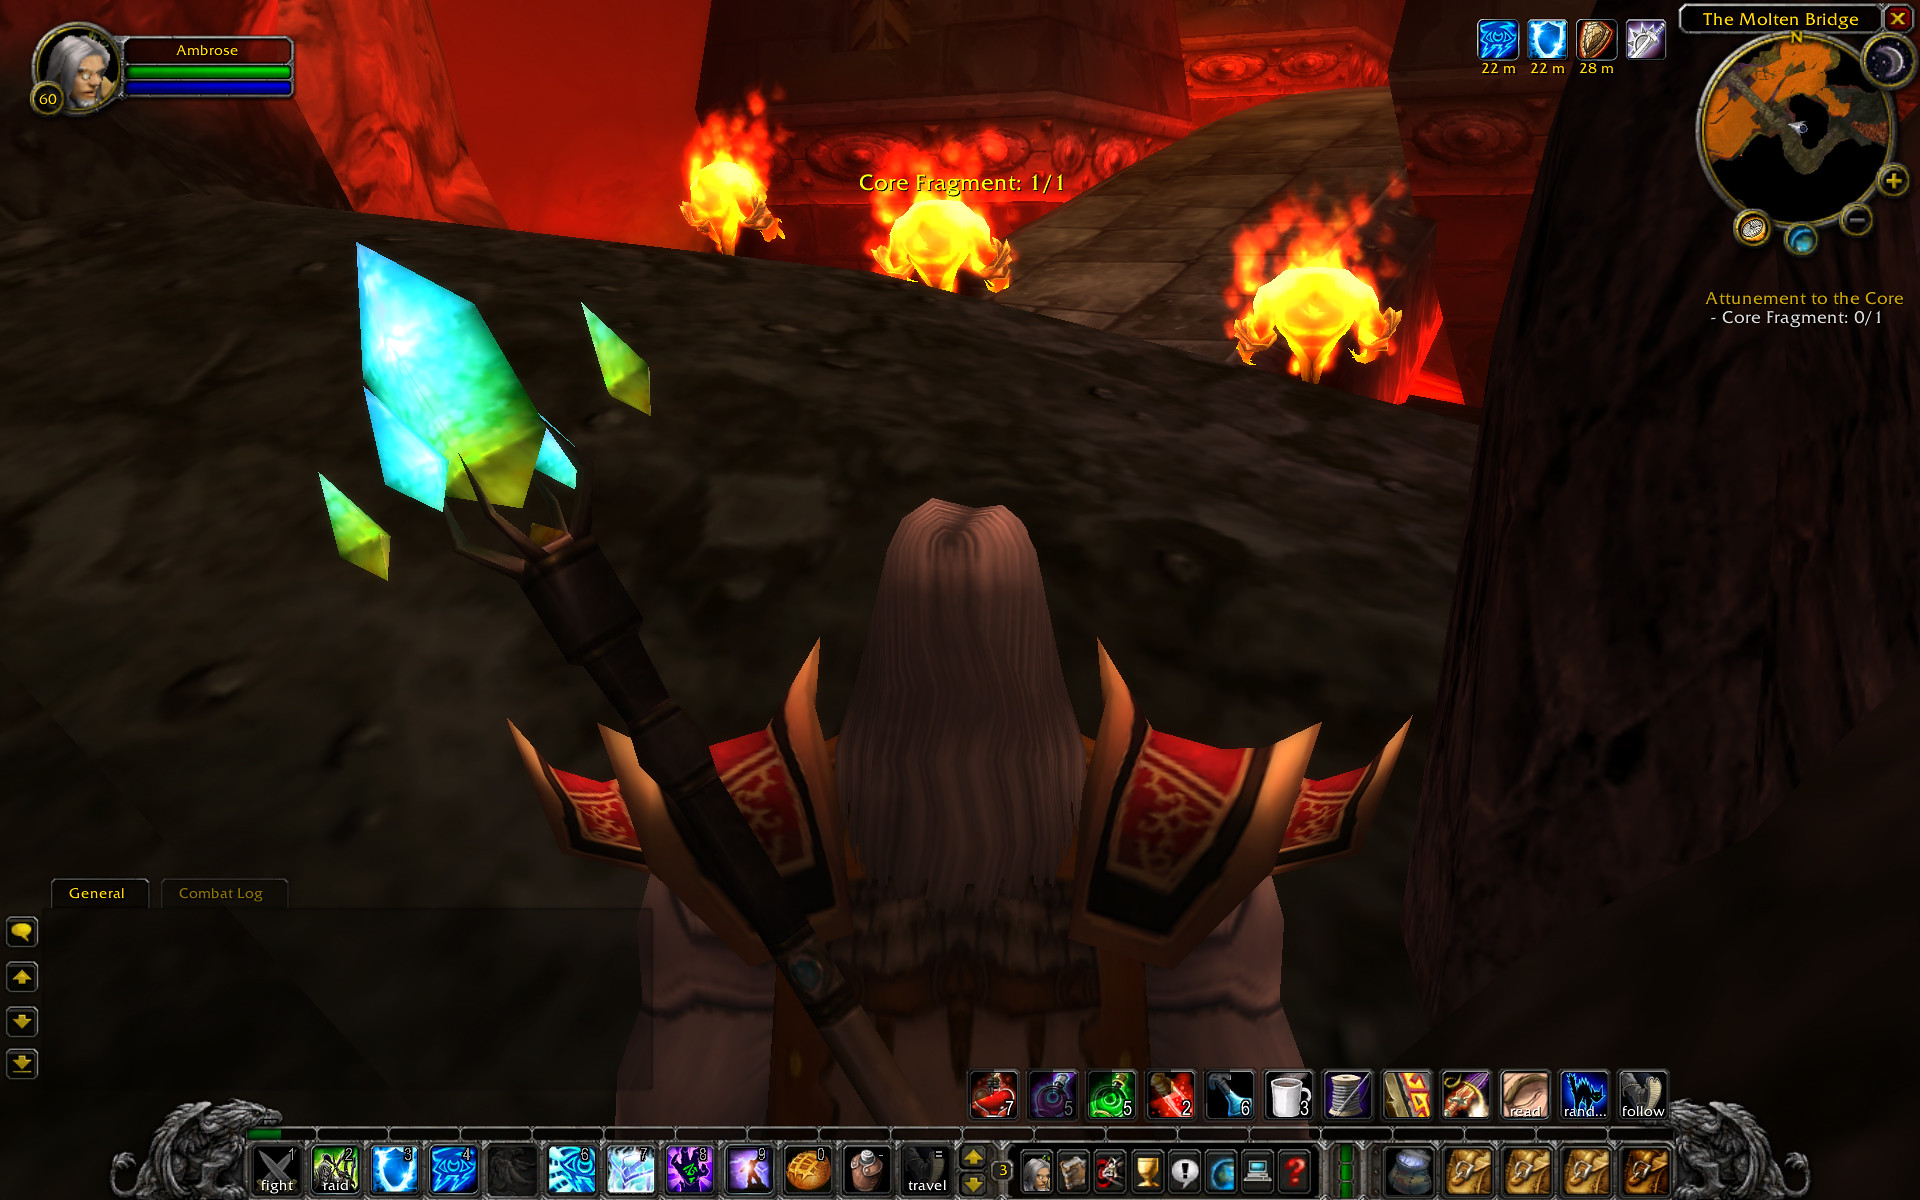 Ambrose
60
22 m
22 m
28 m
The Molten Bridge
N
Core Fragment: 1/1
Attunement to the Core
- Core Fragment: 0/1
General
Combat Log
7
5
5
2
6
3
read
rand...
follow
1
2
3
4
6
7
8
9
0
-
=
fight
raid
travel
3